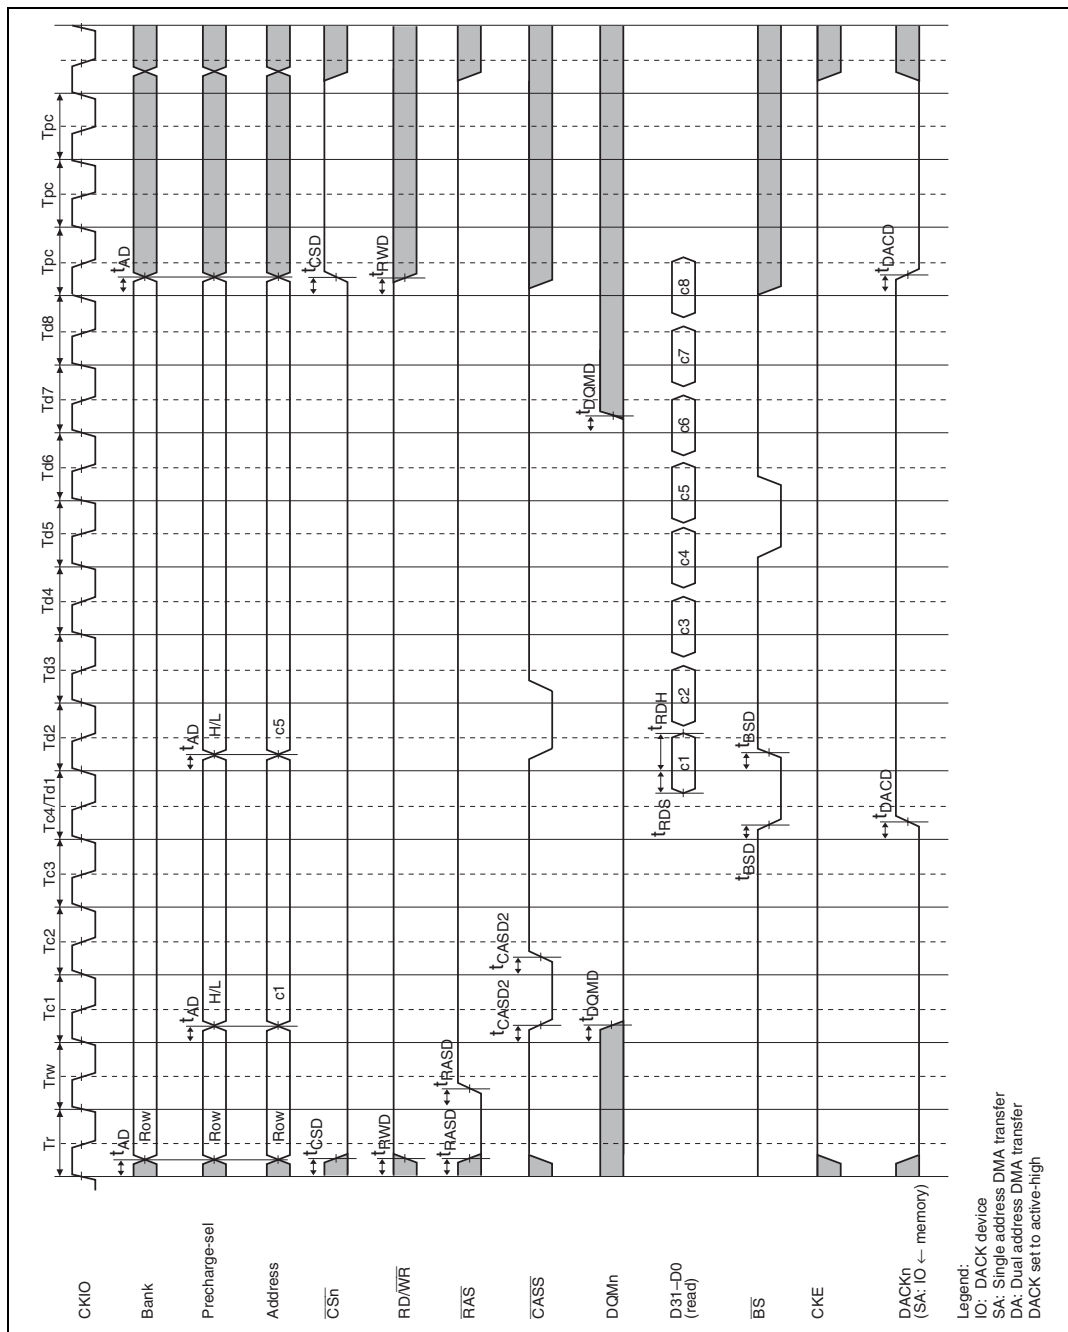 Tr Trw Tc1 Tc2 Tc3 Tc4/Td1 Td2 Td3 Td4 Td5 Td6 Td7 Td8 Tpc Tpc Tpc
CKIO
Bank tAD Row tAD
Precharge-sel Row tAD H/L tAD H/L
Address Row c1 c5
CSn tCSD tCSD
RD/WR tRWD tRWD
RAS tRASD tRASD
CASS tCASD2 tCASD2
DQMn tDQMD tDQMD
D31–D0
(read) tRDS tRDH c1 c2 c3 c4 c5 c6 c7 c8
BS tBSD tBSD
CKE
DACKn
(SA: IO ← memory) tDACD tDACD
Legend:
IO: DACK device
SA: Single address DMA transfer
DA: Dual address DMA transfer
DACK set to active-high